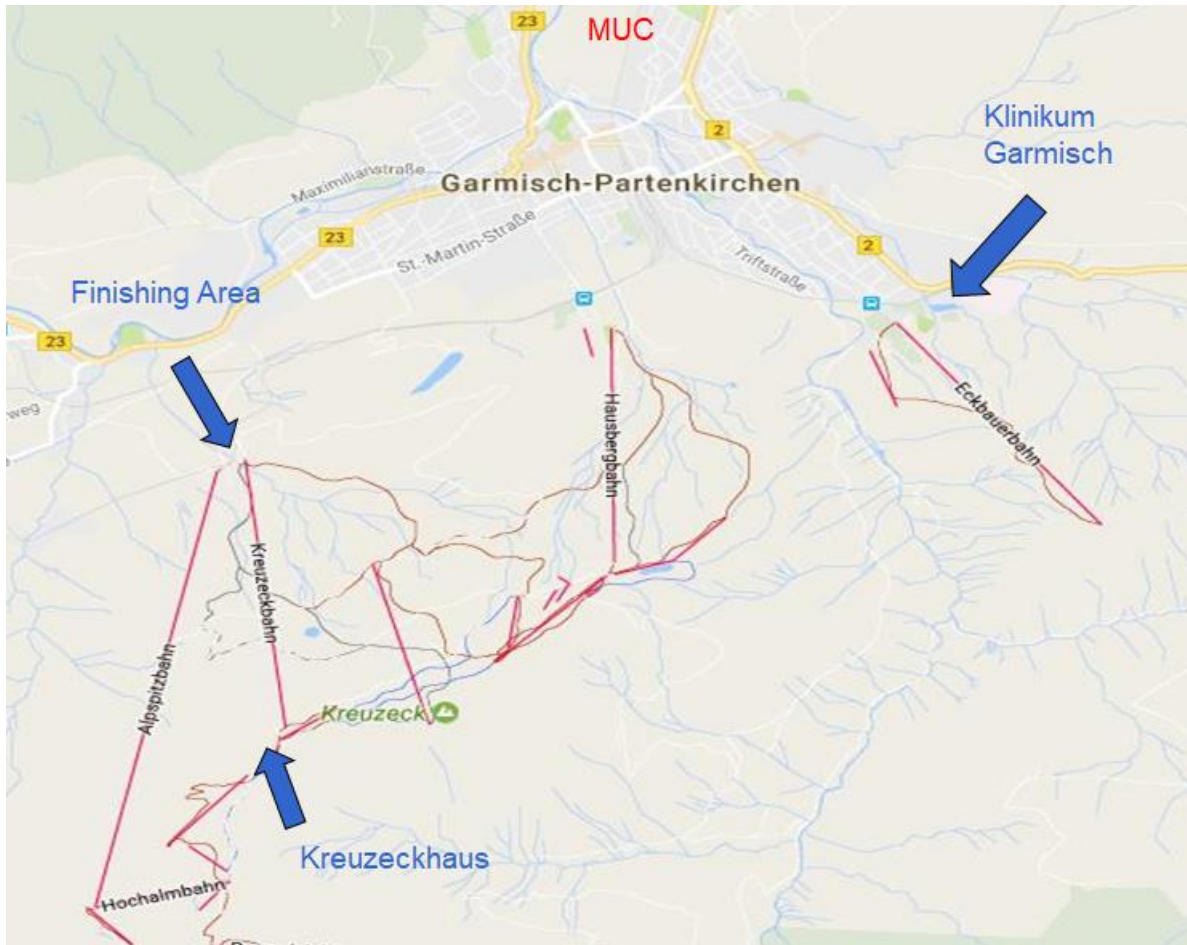 23
MUC
2
Klinikum
Garmisch
Maximilianstraße
Garmisch-Partenkirchen
23
St.-Martin-Straße
2
Triftstraße
Finishing Area
23
weg
Hausbergbahn
Eckbauerbahn
Kreuzeckbahn
Alpspitzbahn
Kreuzeck
Kreuzeckhaus
Hochalmbahn